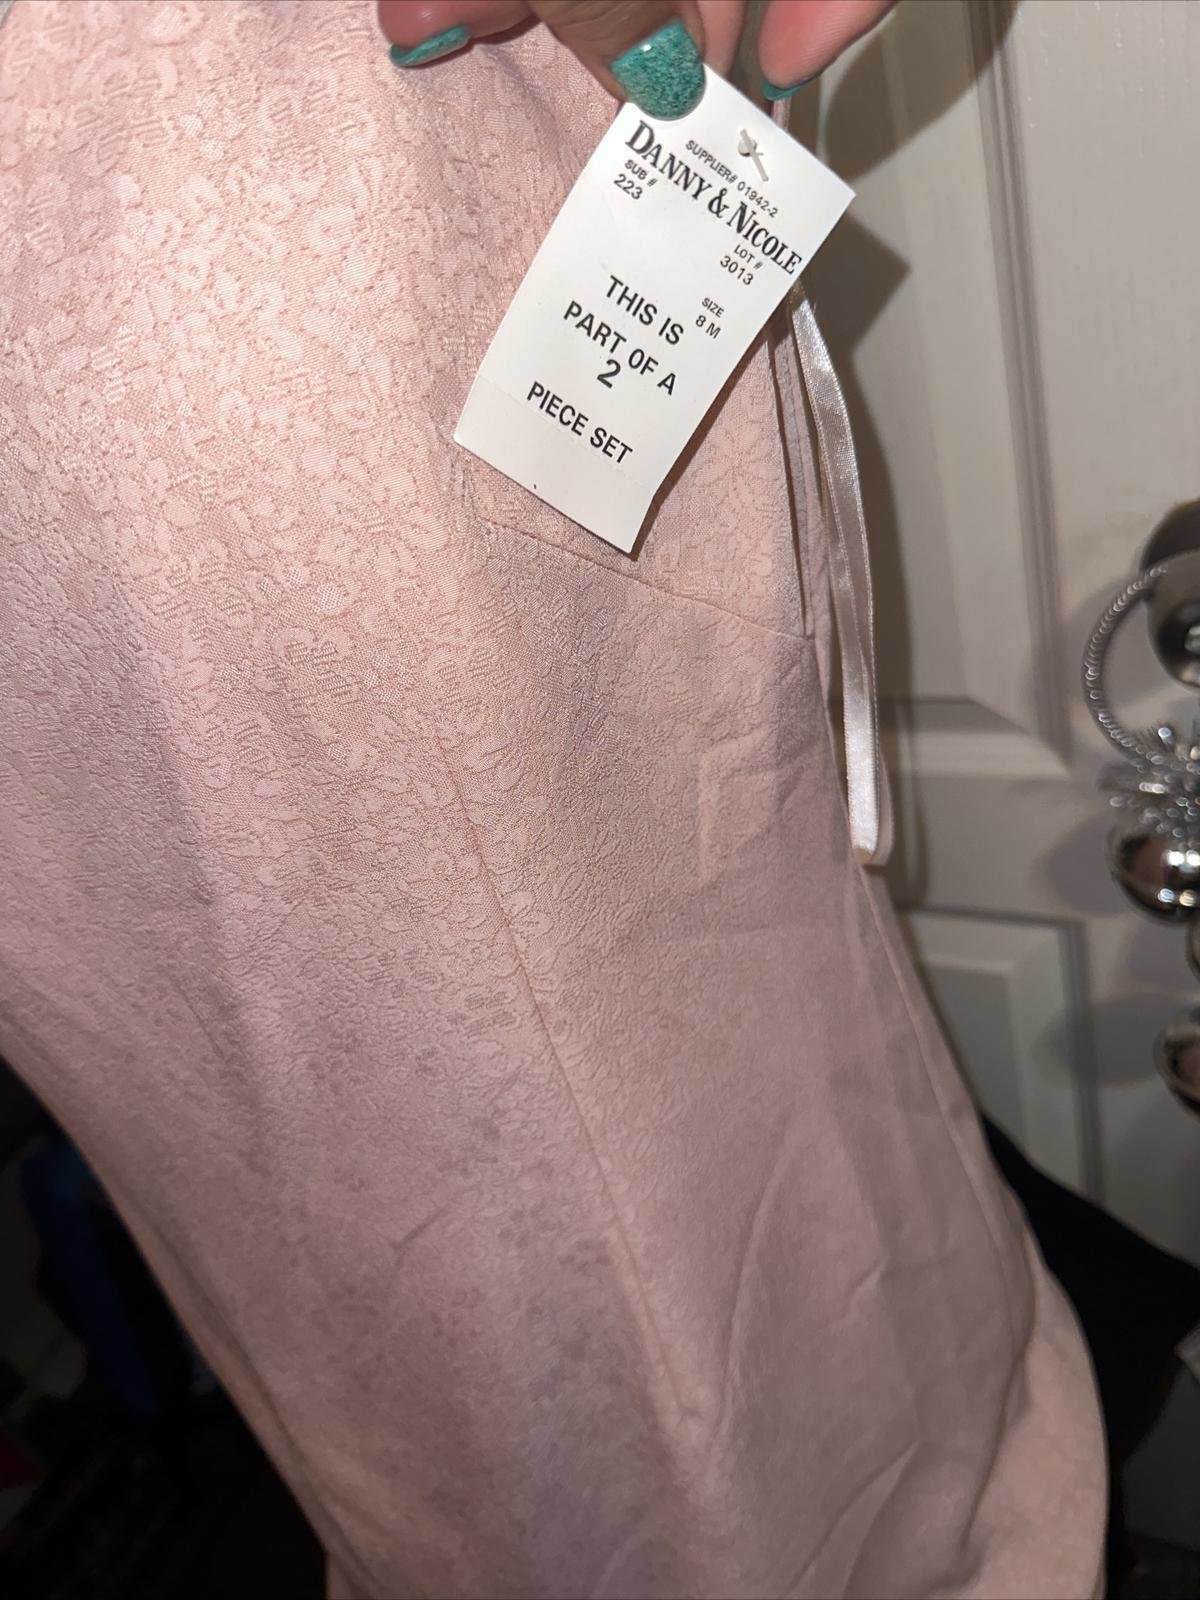 SUPPLIER# 01942-2
DANNY & NICOLE
SUB #
223
LOT #
3013
SIZE
8 M
THIS IS
PART OF A
2
PIECE SET